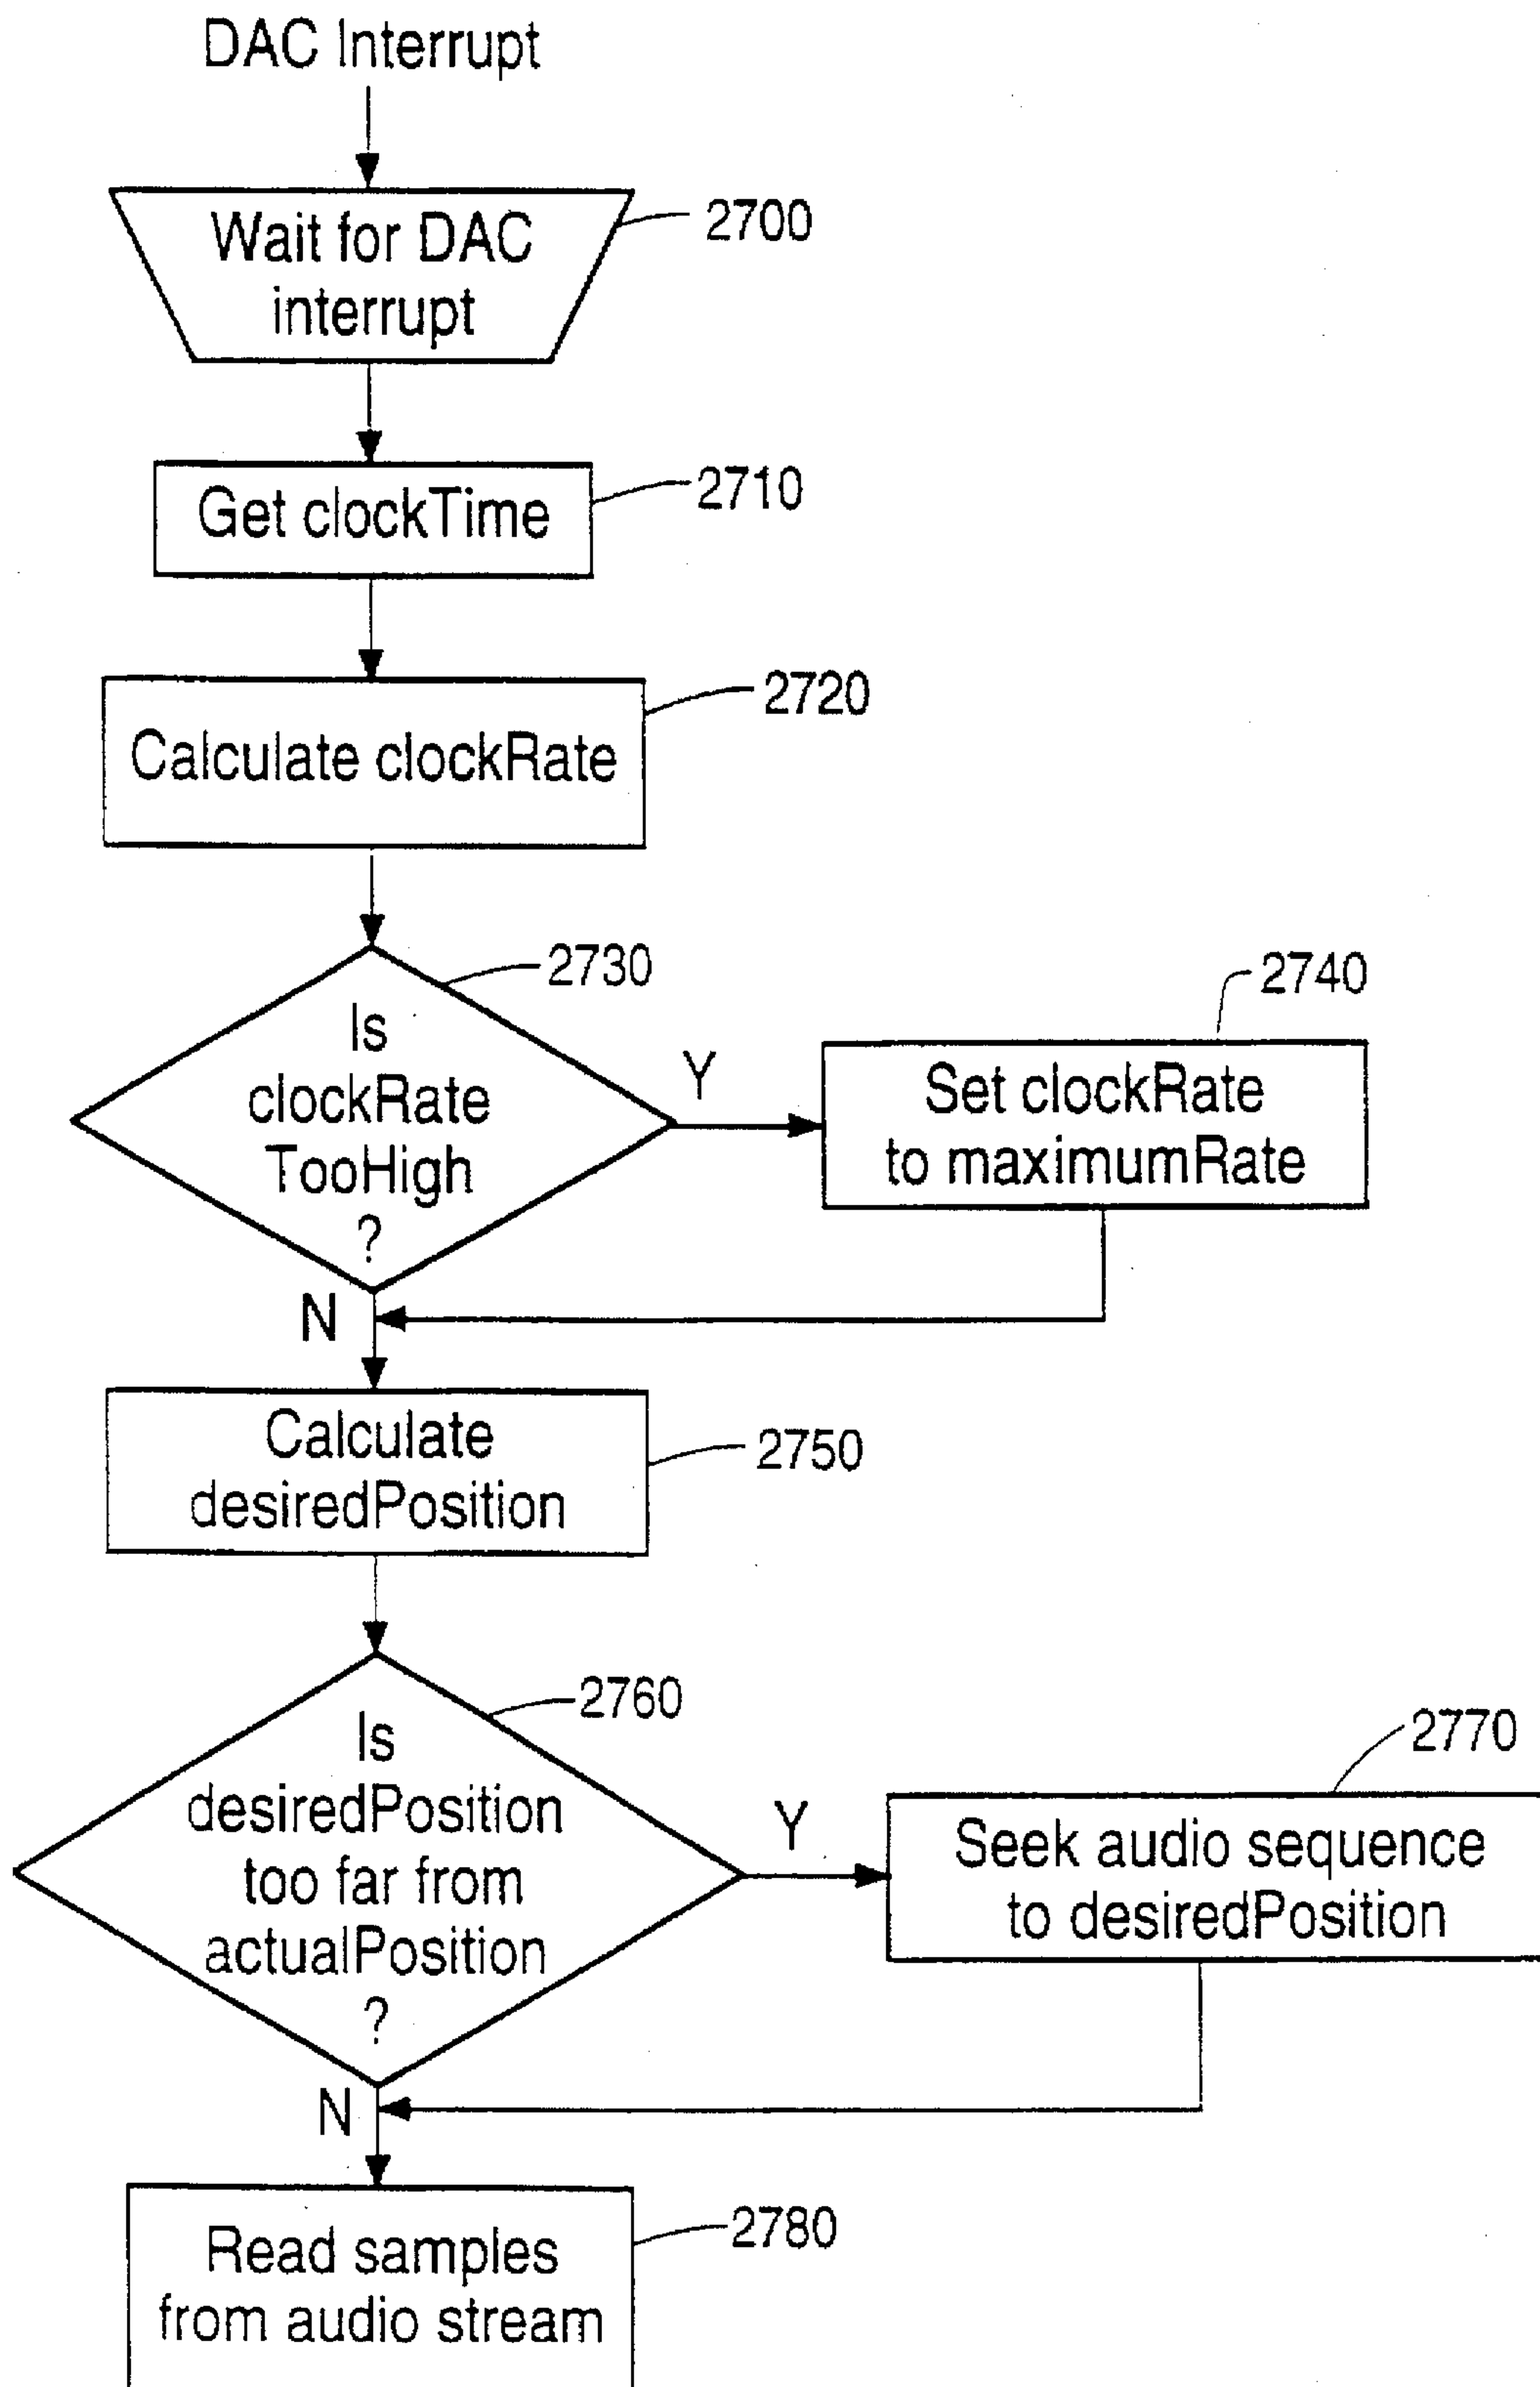 DAC Interrupt
Wait for DAC
interrupt
2700
Get clockTime
2710
Calculate clockRate
2720
Is
clockRate
TooHigh
?
2730
Y
Set clockRate
to maximumRate
2740
N
Calculate
desiredPosition
2750
Is
desiredPosition
too far from
actualPosition
?
2760
Y
Seek audio sequence
to desiredPosition
2770
N
Read samples
from audio stream
2780